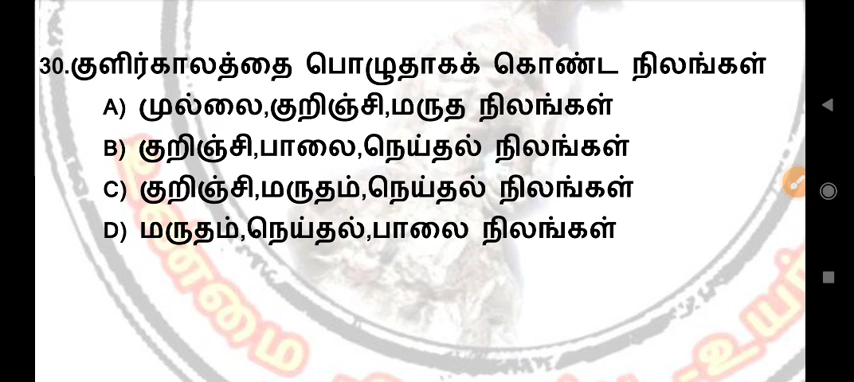 30.குளிர்காலத்தை பொழுதாகக் கொண்ட நிலங்கள்
A) முல்லை,குறிஞ்சி,மருத நிலங்கள்
B) குறிஞ்சி,பாலை,நெய்தல் நிலங்கள்
C) குறிஞ்சி,மருதம்,நெய்தல் நிலங்கள்
D) மருதம்,நெய்தல்,பாலை நிலங்கள்
உண்மை